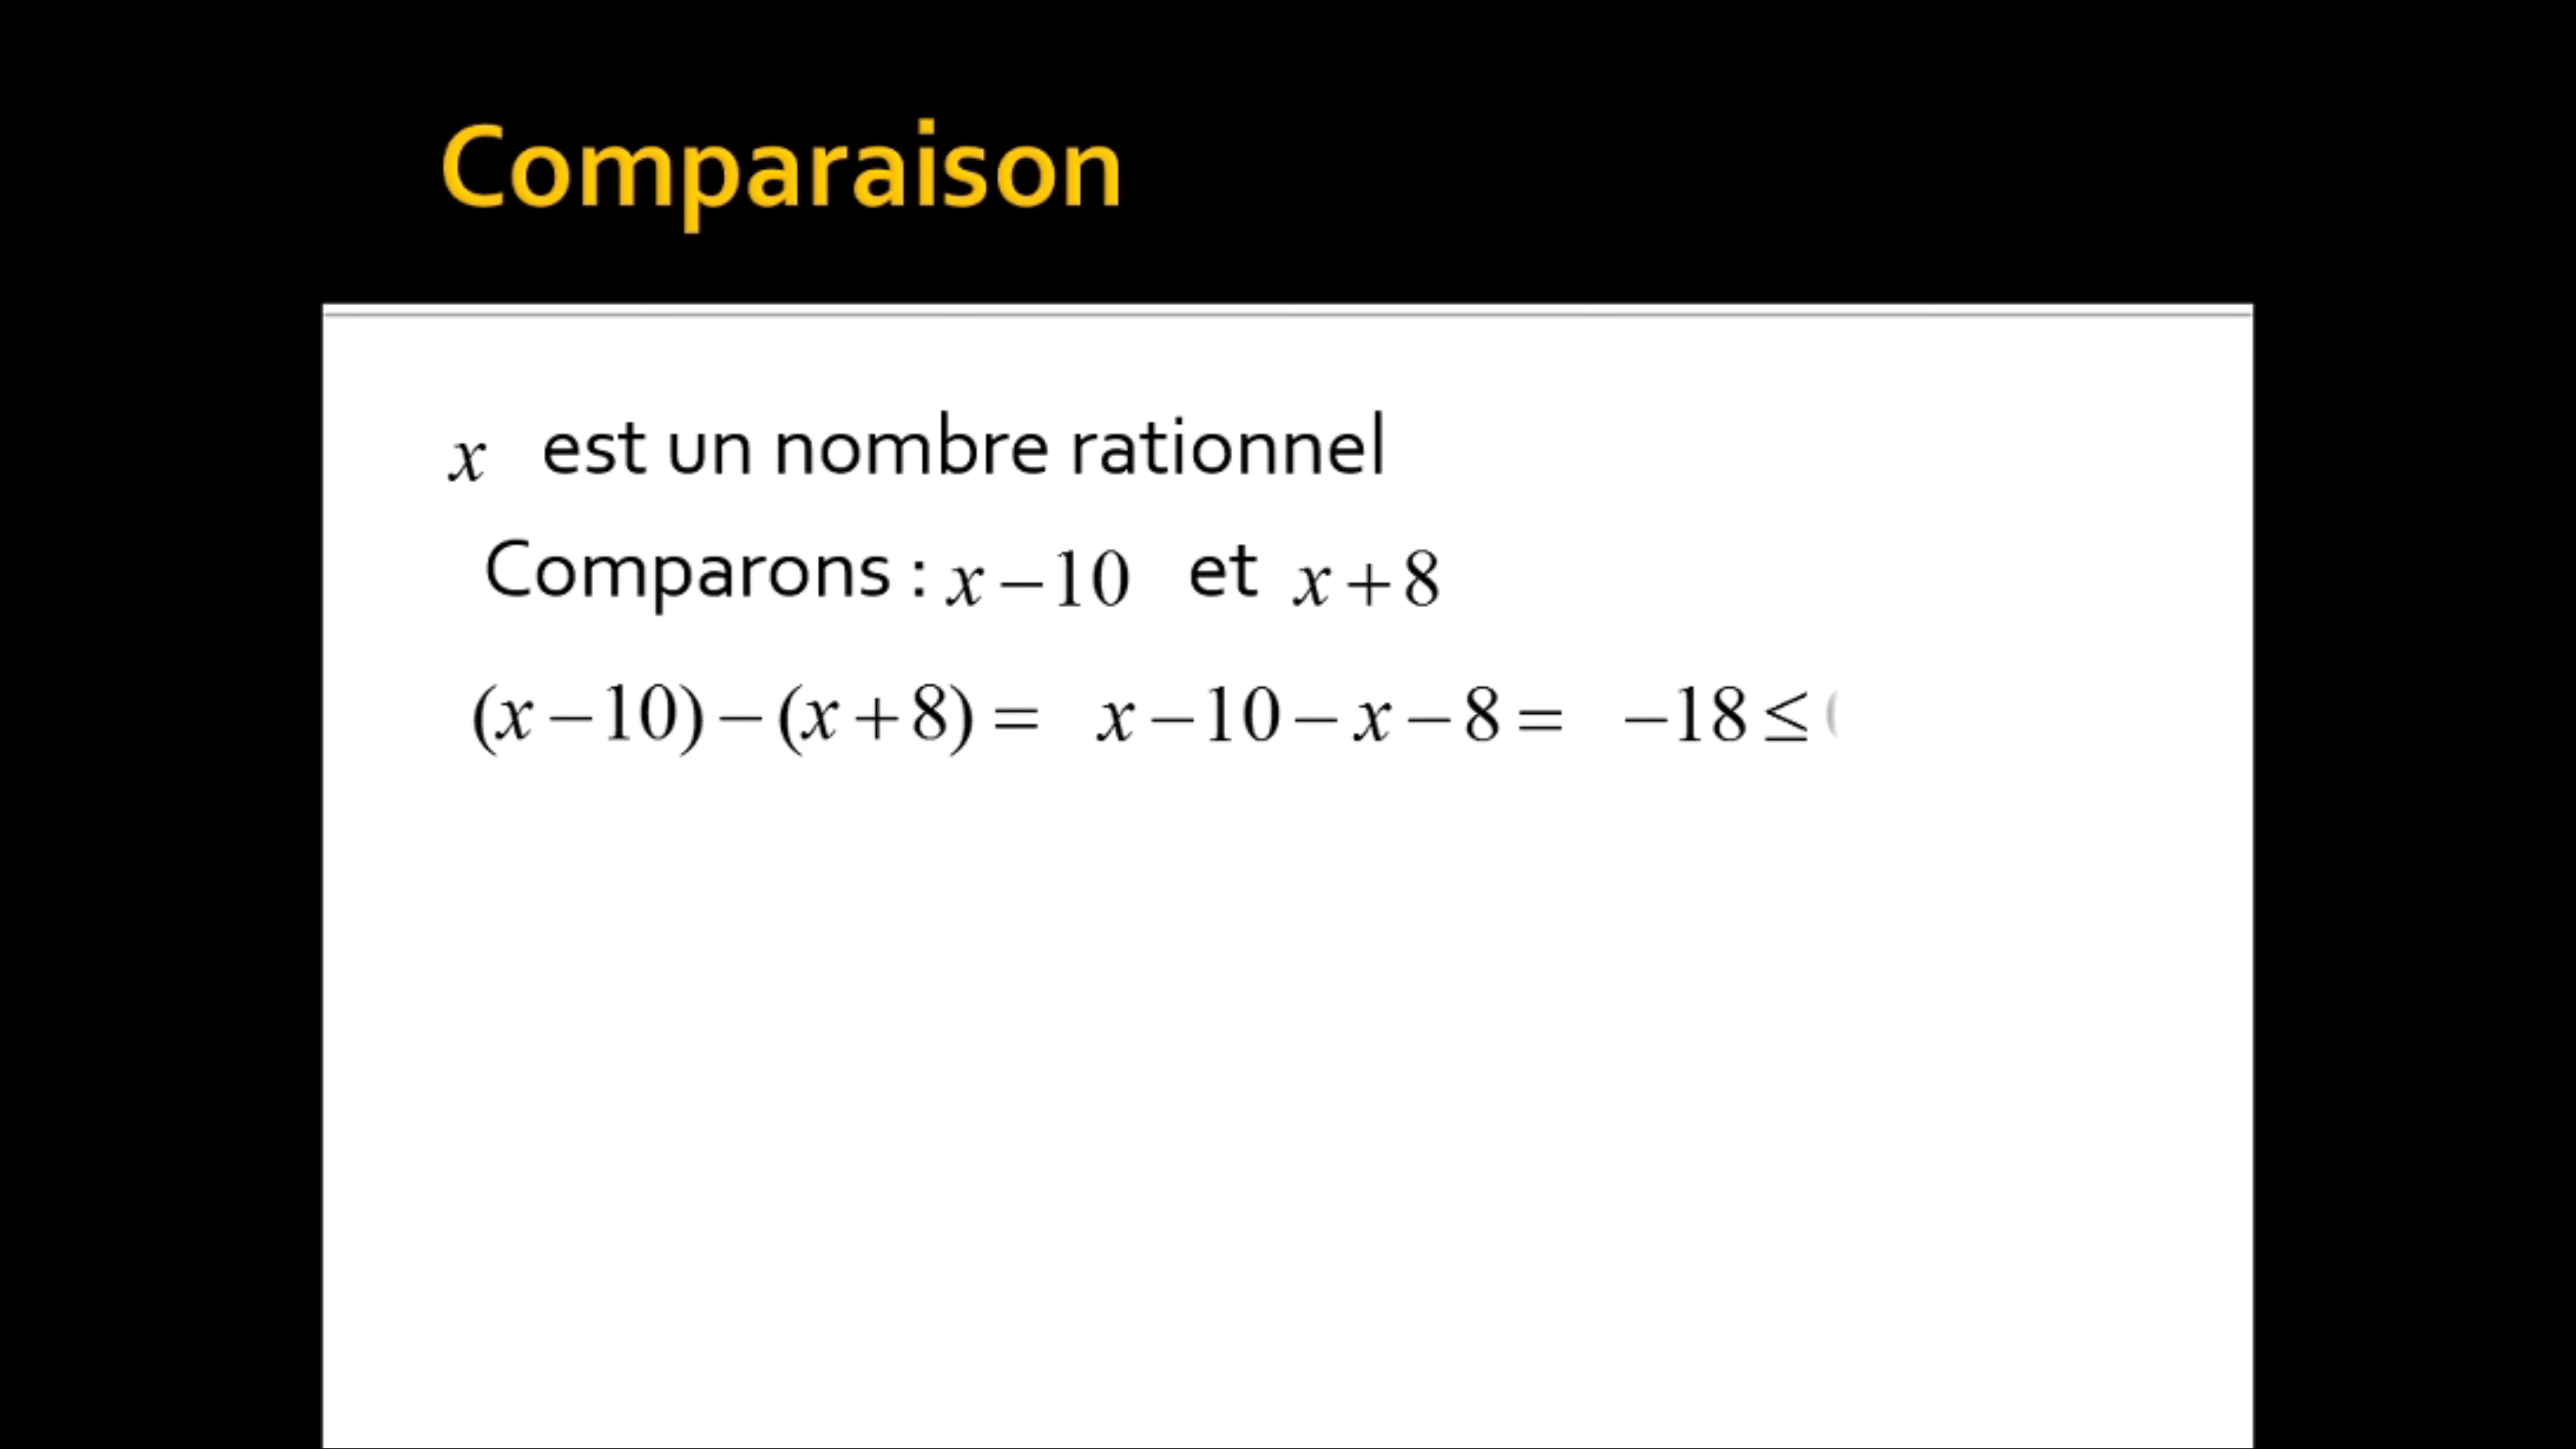 Comparaison
x est un nombre rationnel
Comparons : x−10 et x+8
(x−10)−(x+8)= x−10−x−8= −18≤